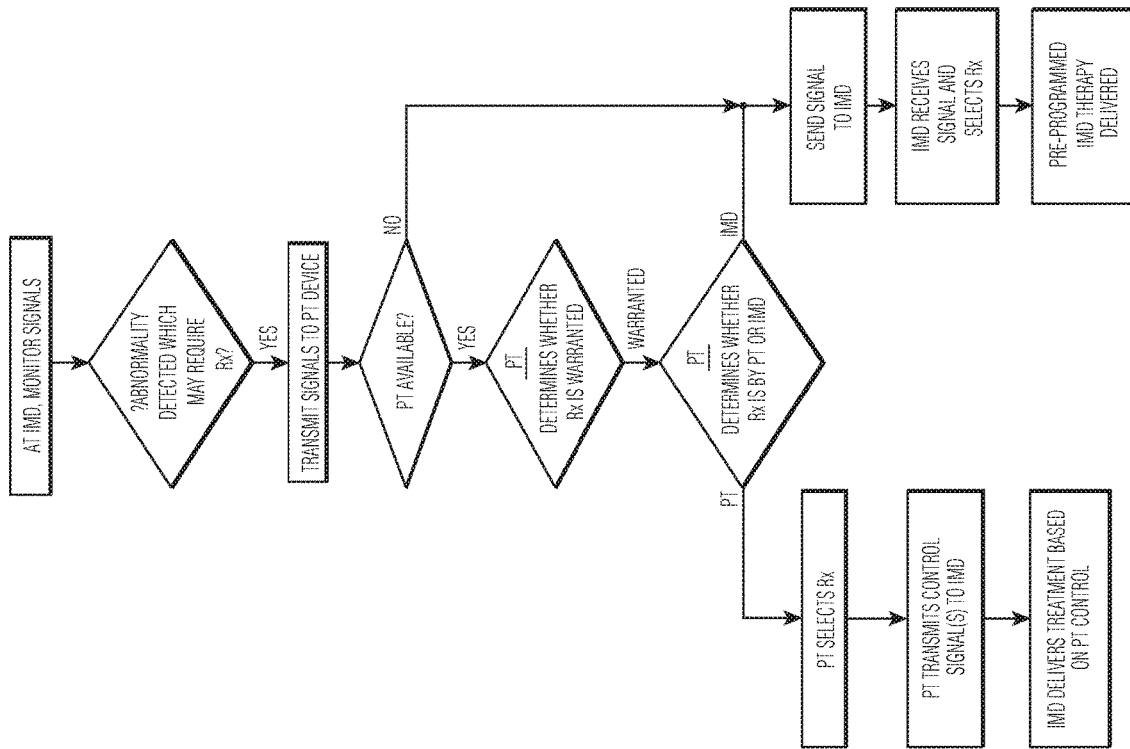 AT IMD, MONITOR SIGNALS
?ABNORMALITY
DETECTED WHICH
MAY REQUIRE
Rx?
YES
TRANSMIT SIGNALS TO PT DEVICE
PT AVAILABLE?
NO
YES
PT
DETERMINES WHETHER
Rx IS WARRANTED
WARRANTED
PT
DETERMINES WHETHER
Rx IS BY PT OR IMD
PT
IMD
PT SELECTS Rx
PT TRANSMITS CONTROL
SIGNAL(S) TO IMD
IMD DELIVERS TREATMENT BASED
ON PT CONTROL
SEND SIGNAL
TO IMD
IMD RECEIVES
SIGNAL AND
SELECTS Rx
PRE-PROGRAMMED
IMD THERAPY
DELIVERED